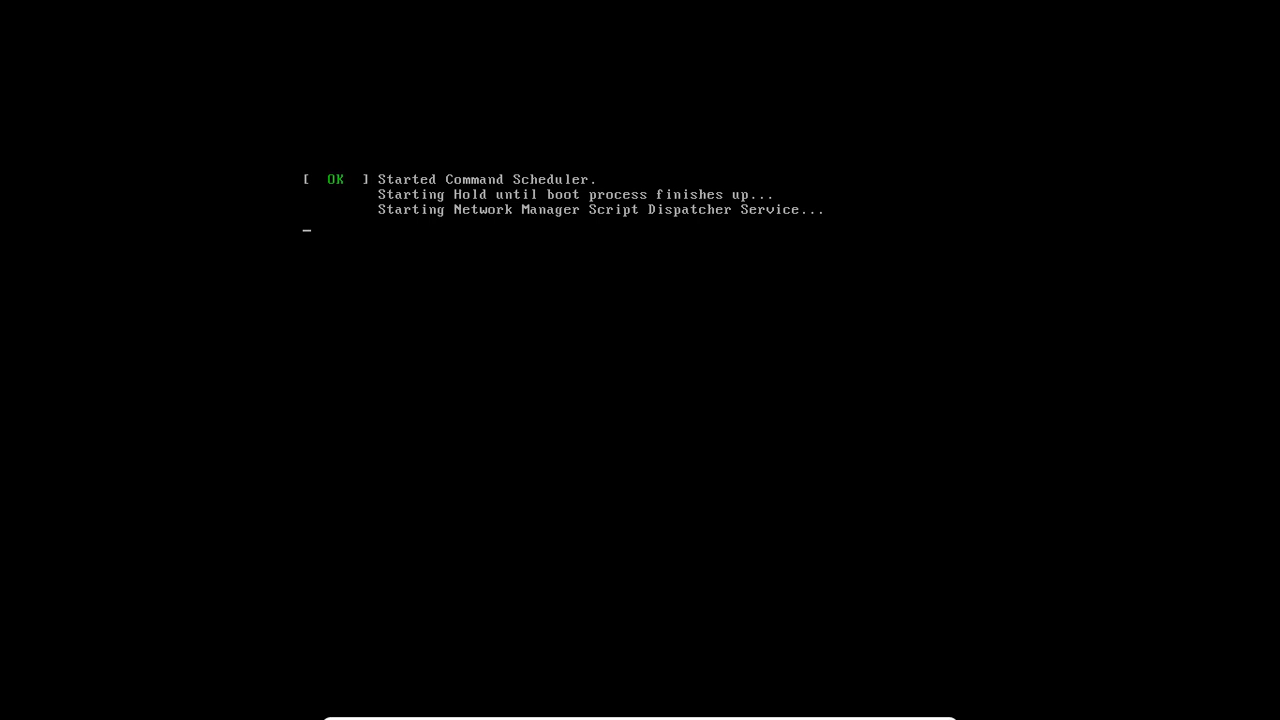 [  OK  ] Started Command Scheduler.
         Starting Hold until boot process finishes up...
         Starting Network Manager Script Dispatcher Service...
_